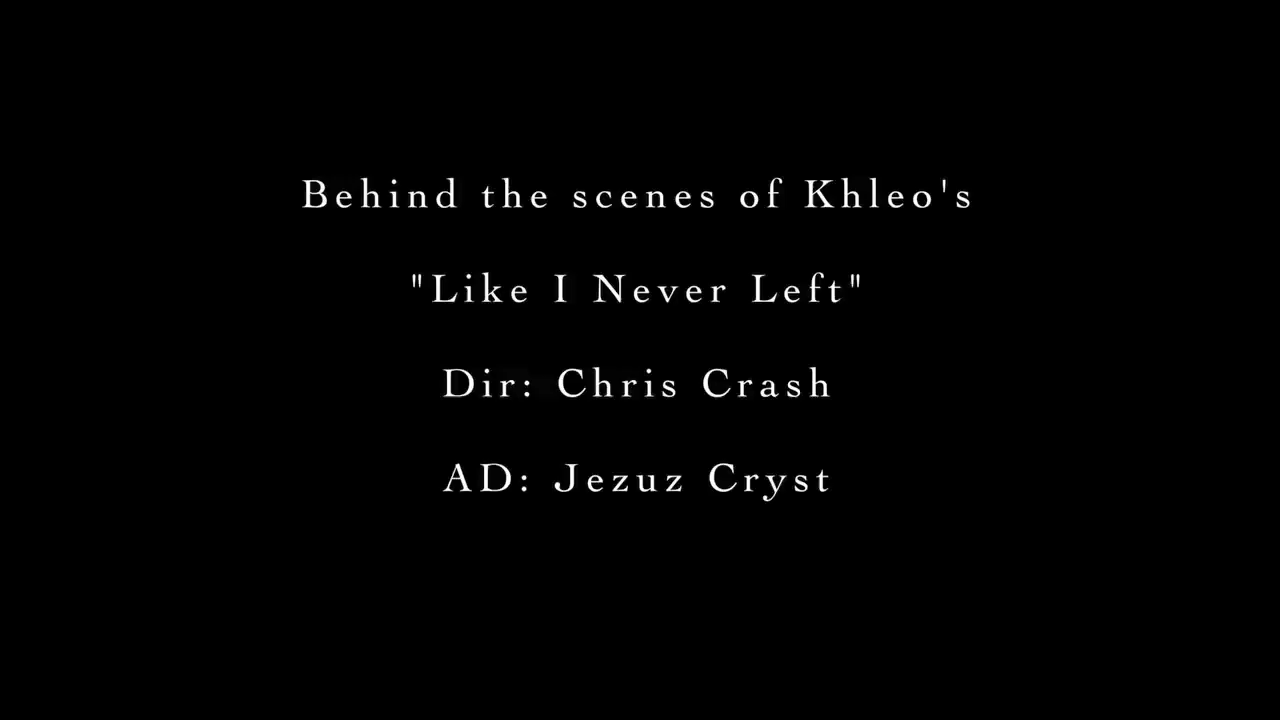 Behind the scenes of Khleo's
"Like I Never Left"
Dir: Chris Crash
AD: Jezuz Cryst